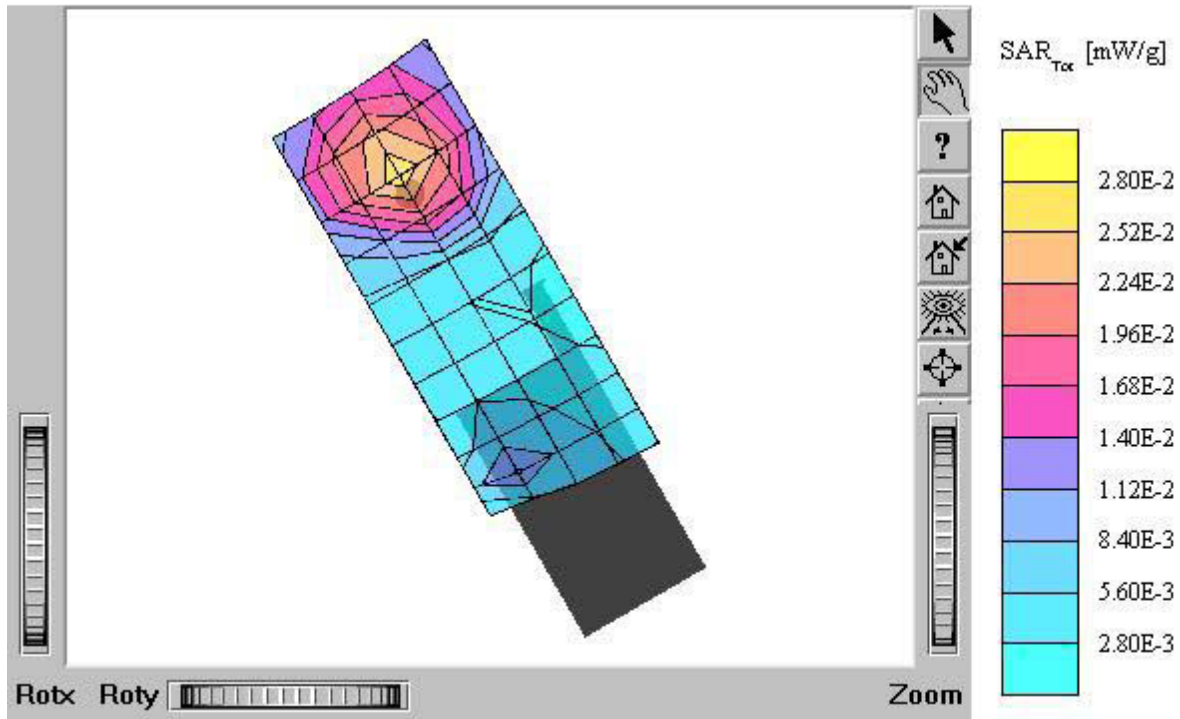 SAR_Tot [mW/g]
?
2.80E-2
2.52E-2
2.24E-2
1.96E-2
1.68E-2
1.40E-2
1.12E-2
8.40E-3
5.60E-3
2.80E-3
Rotx Roty Zoom